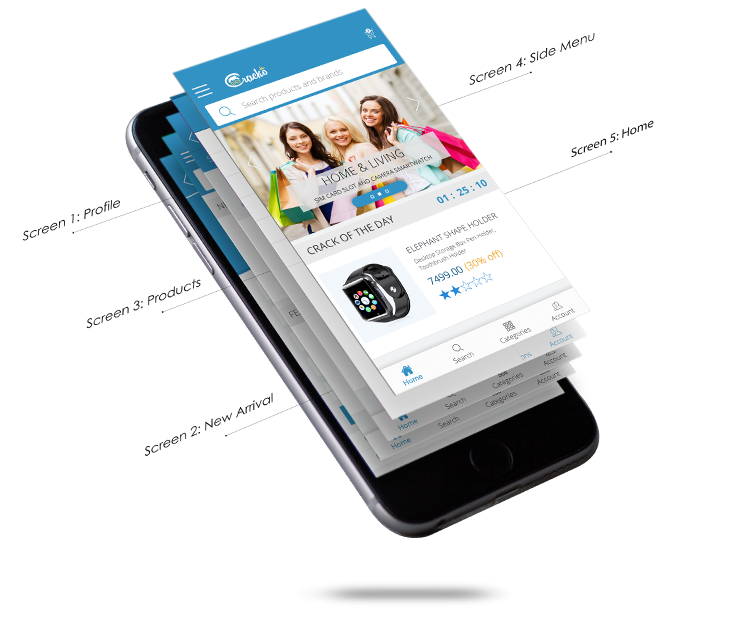 Screen 4: Side Menu
Screen 5: Home
Screen 1: Profile
Screen 3: Products
Screen 2: New Arrival
Cracko
Search products and brands
HOME & LIVING
SIM CARD SLOT AND CAMERA SMARTWATCH
CRACK OF THE DAY
01 : 25 : 10
ELEPHANT SHAPE HOLDER
Desktop Storage Box Pen Holder,
Toothbrush Holder
7499.00 (30% off)
Home
Search
Categories
Account
Account
Home
Search
Categories
Account
Home
Search
Categories
Account